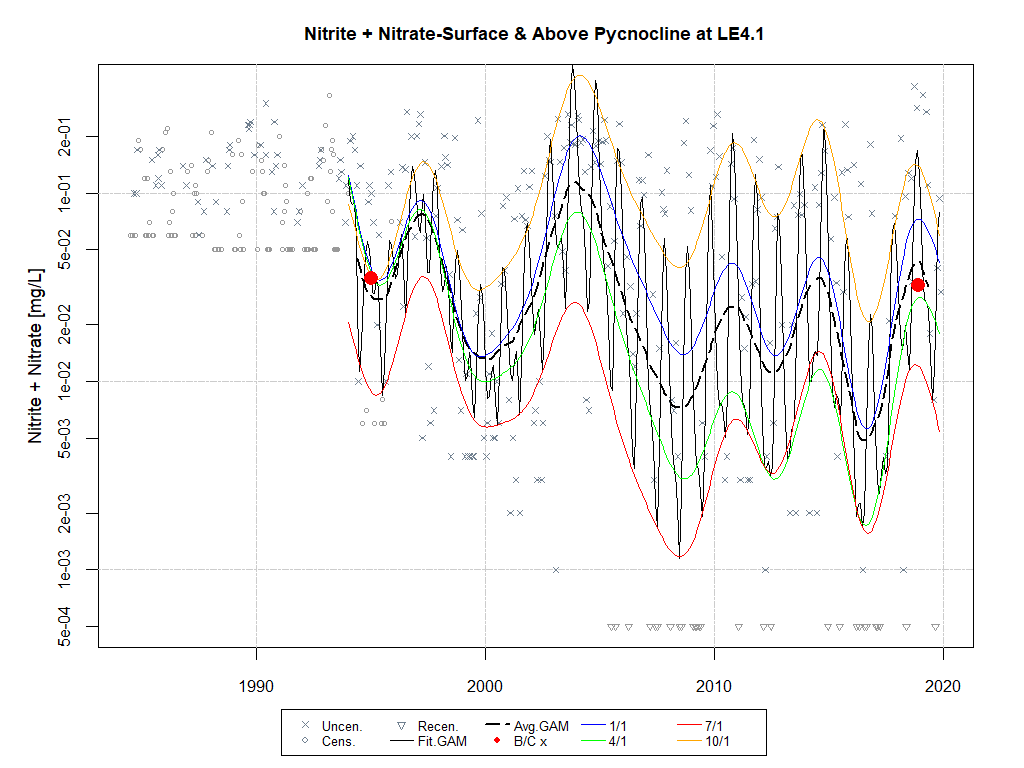 Nitrite + Nitrate-Surface & Above Pycnocline at LE4.1
Nitrite + Nitrate [mg/L]
2e-01
1e-01
5e-02
2e-02
1e-02
5e-03
2e-03
1e-03
5e-04
1990 2000 2010 2020
Uncen. Recen. Avg.GAM 1/1 7/1
Cens. Fit.GAM B/C x 4/1 10/1